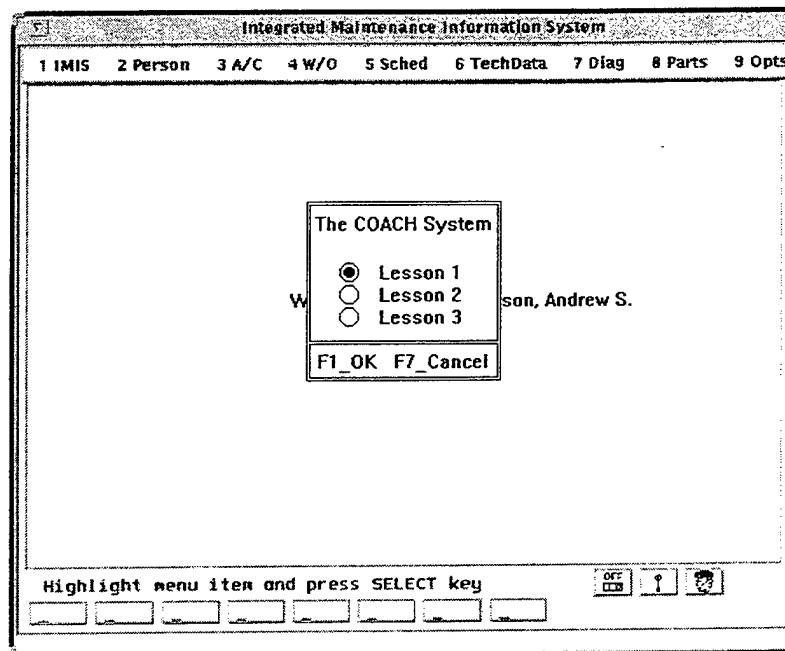 Integrated Maintenance Information System
1 IMIS 2 Person 3 A/C 4 W/O 5 Sched 6 TechData 7 Diag 8 Parts 9 Opts
The COACH System
Lesson 1
Lesson 2
Lesson 3
W son, Andrew S.
F1_OK F7_Cancel
Highlight menu item and press SELECT key
OFF